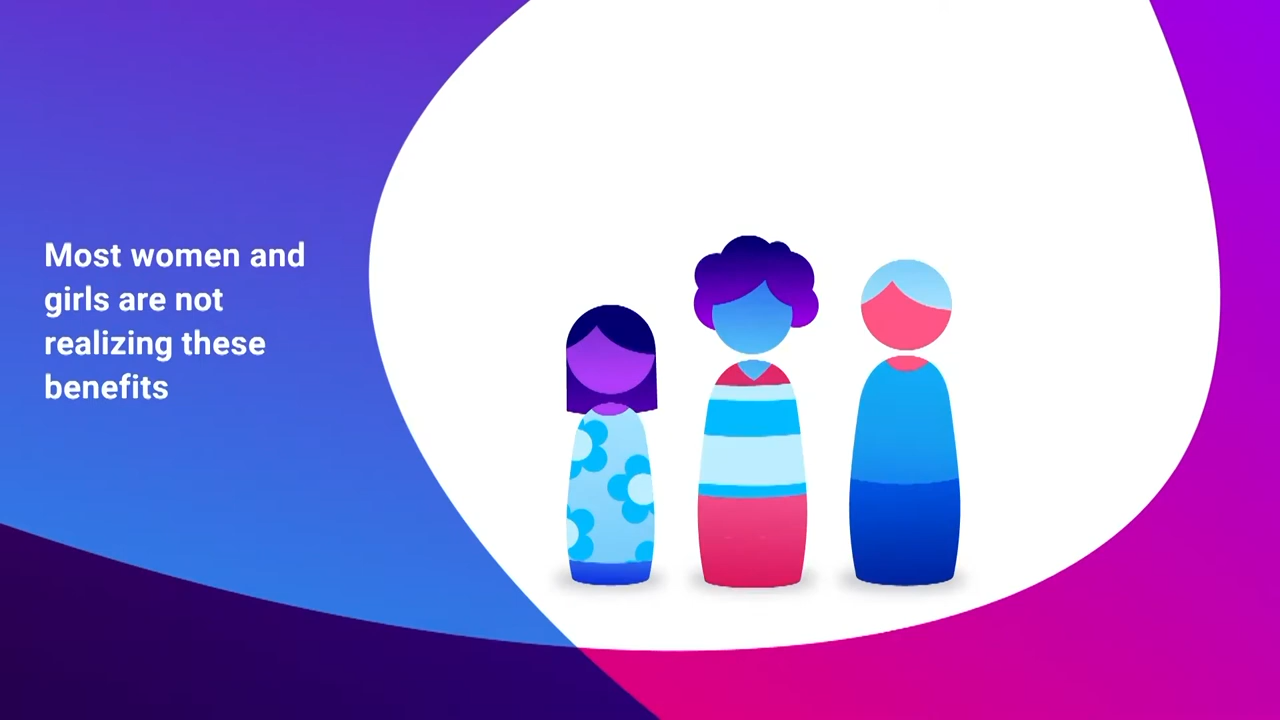 Most women and
girls are not
realizing these
benefits